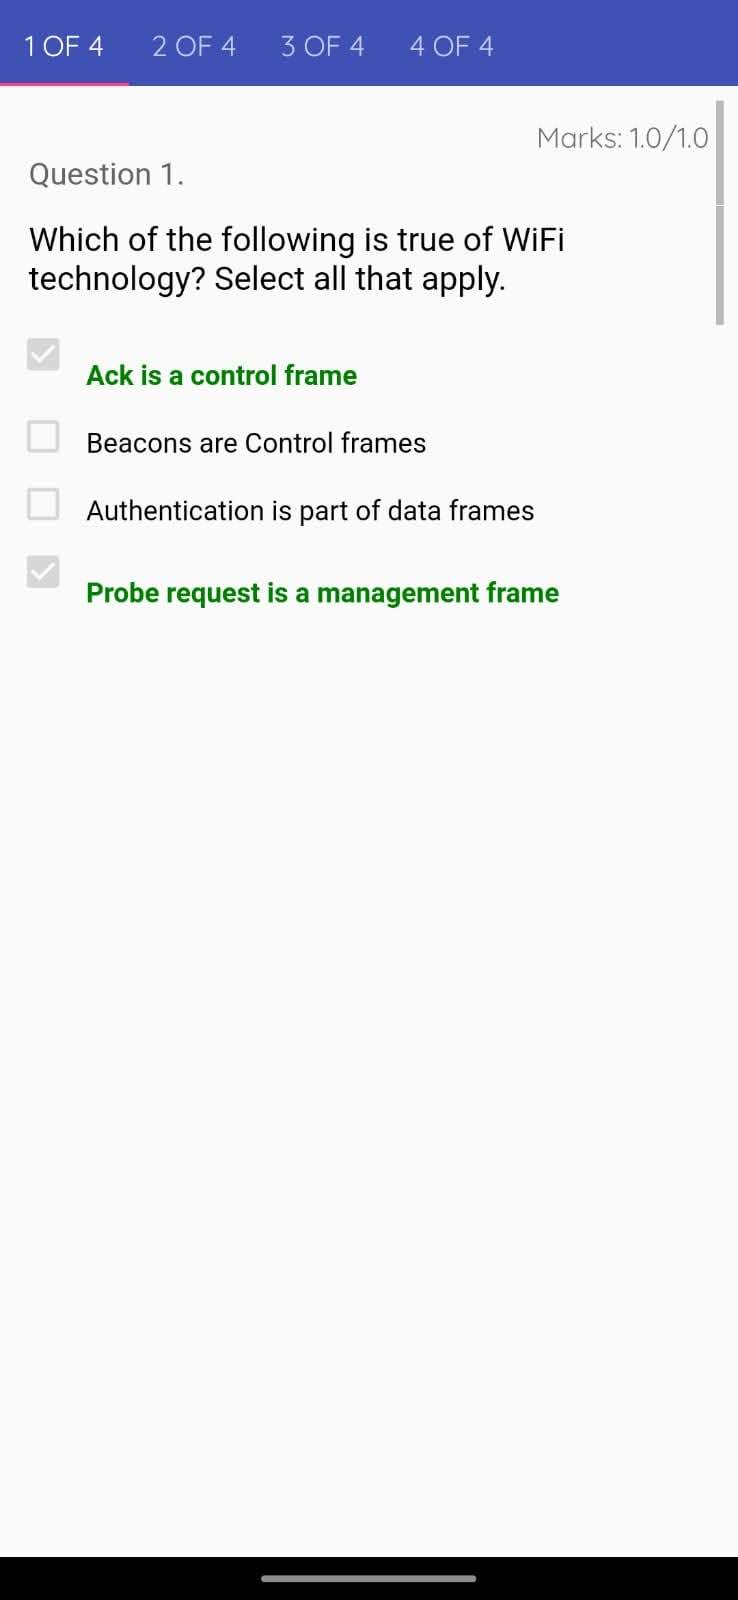 1 OF 4 2 OF 4 3 OF 4 4 OF 4
Marks: 1.0/1.0
Question 1.
Which of the following is true of WiFi
technology? Select all that apply.
Ack is a control frame
Beacons are Control frames
Authentication is part of data frames
Probe request is a management frame